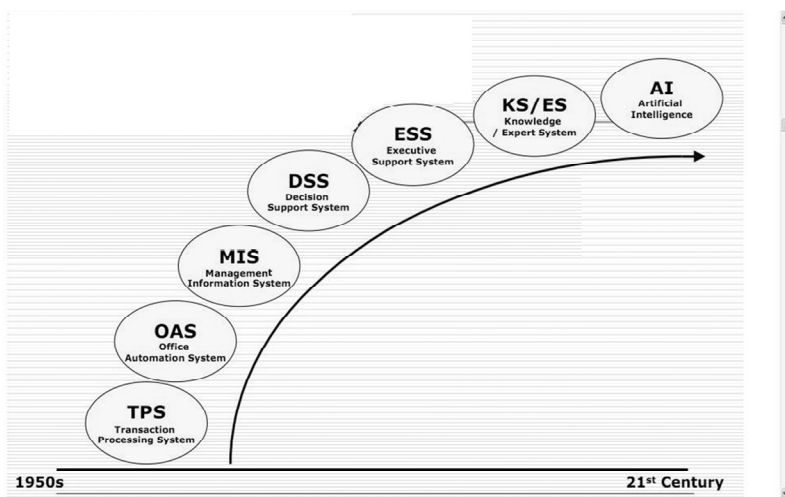 AI
Artificial
Intelligence
KS/ES
Knowledge
/ Expert System
ESS
Executive
Support System
DSS
Decision
Support System
MIS
Management
Information System
OAS
Office
Automation System
TPS
Transaction
Processing System
1950s
21st Century